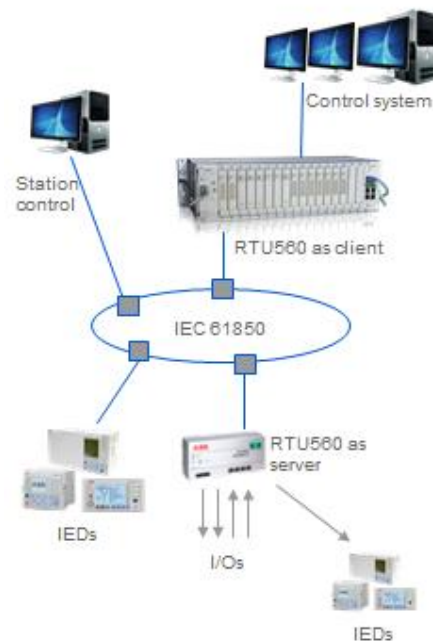 Control system
Station
control
RTU560 as client
IEC 61850
RTU560 as
server
IEDs
I/Os
IEDs